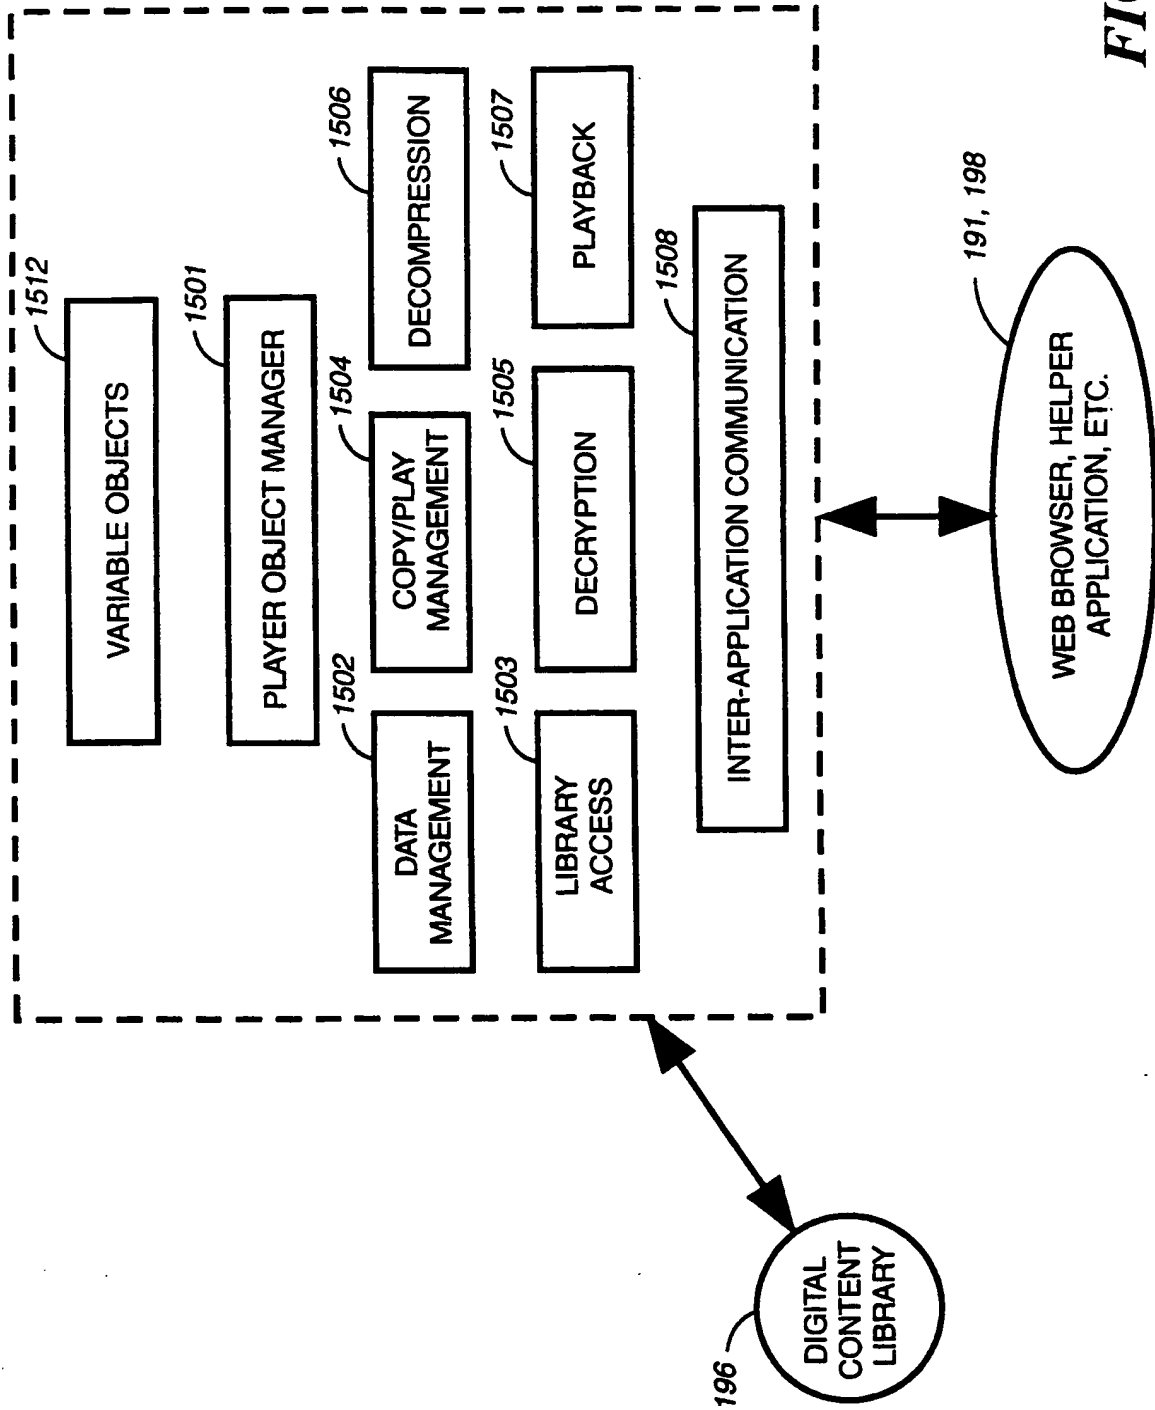 1512
VARIABLE OBJECTS
1501
PLAYER OBJECT MANAGER
1502
DATA
MANAGEMENT
1504
COPY/PLAY
MANAGEMENT
1506
DECOMPRESSION
1503
LIBRARY
ACCESS
1505
DECRYPTION
1507
PLAYBACK
1508
INTER-APPLICATION COMMUNICATION
196
DIGITAL
CONTENT
LIBRARY
191, 198
WEB BROWSER, HELPER
APPLICATION, ETC.